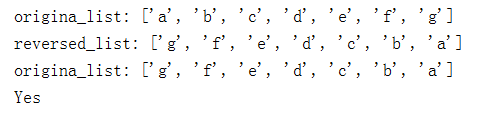 origina_list: ['a', 'b', 'c', 'd', 'e', 'f', 'g']
reversed_list: ['g', 'f', 'e', 'd', 'c', 'b', 'a']
origina_list: ['g', 'f', 'e', 'd', 'c', 'b', 'a']
Yes